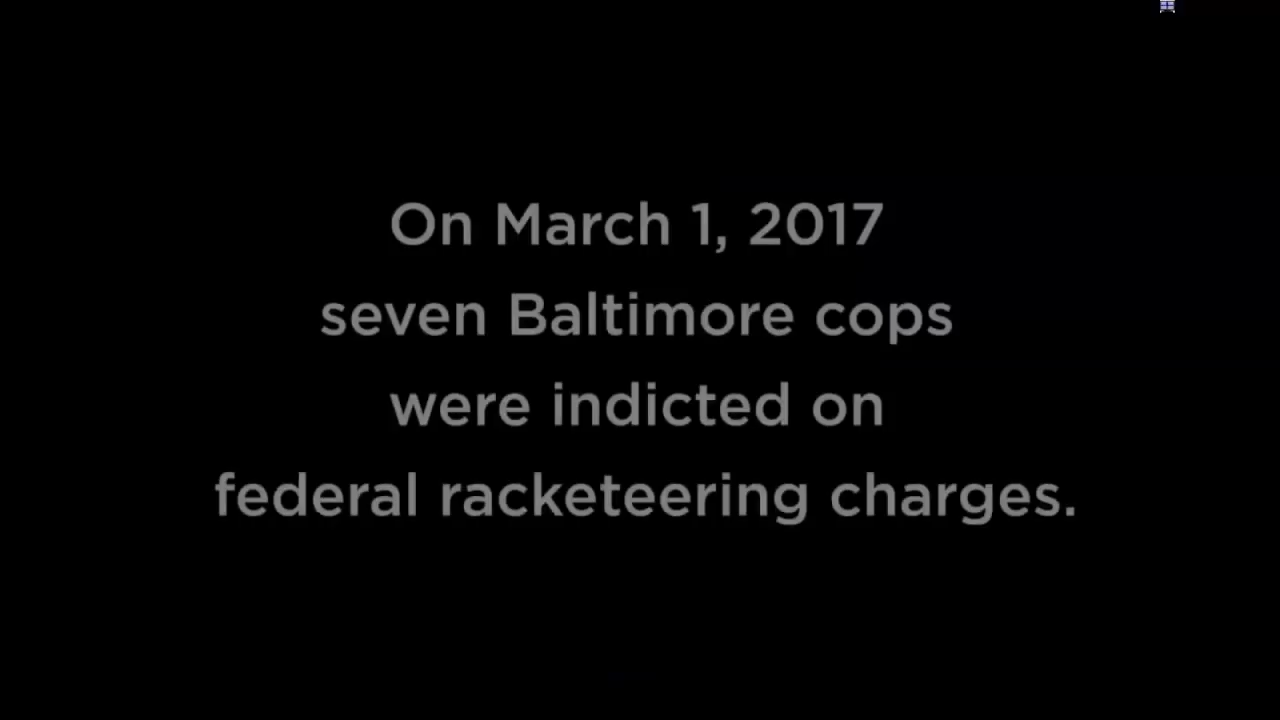 On March 1, 2017
seven Baltimore cops
were indicted on
federal racketeering charges.